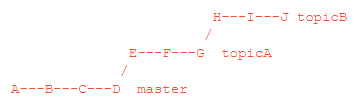 H---I---J topicB
/
E---F---G topicA
/
A---B---C---D master